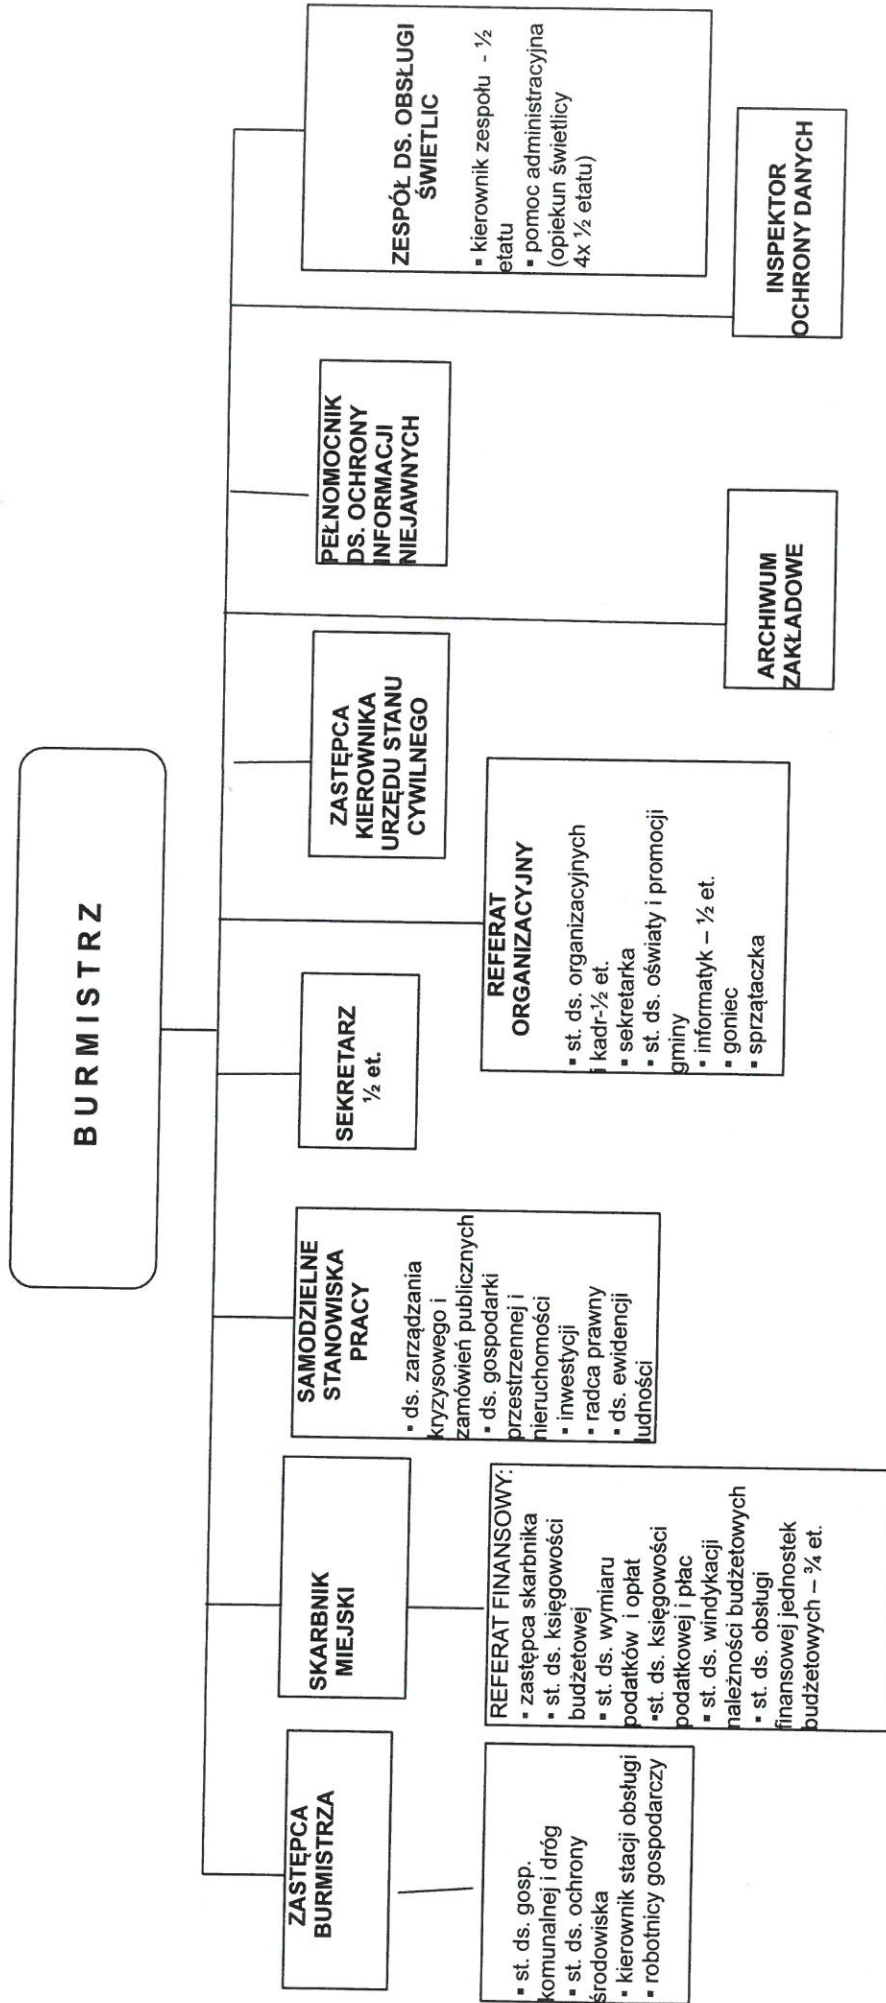 BURMISTRZ
ZASTĘPCA
BURMISTRZA
▪ st. ds. gosp.
komunalnej i dróg
▪ st. ds. ochrony
środowiska
▪ kierownik stacji obsługi
▪ robotnicy gospodarczy
SKARBNIK
MIEJSKI
REFERAT FINANSOWY:
▪ zastępca skarbnika
▪ st. ds. księgowości
budżetowej
▪ st. ds. wymiaru
podatków i opłat
▪st. ds. księgowości
podatkowej i płac
▪ st. ds. windykacji
należności budżetowych
▪ st. ds. obsługi
finansowej jednostek
budżetowych – ¾ et.
SAMODZIELNE
STANOWISKA
PRACY
▪ ds. zarządzania
kryzysowego i
zamówień publicznych
▪ ds. gospodarki
przestrzennej i
nieruchomości
▪ inwestycji
▪ radca prawny
▪ ds. ewidencji
ludności
SEKRETARZ
½ et.
REFERAT
ORGANIZACYJNY
▪ st. ds. organizacyjnych
i kadr-½ et.
▪ sekretarka
▪ st. ds. oświaty i promocji
gminy
▪ informatyk – ½ et.
▪ goniec
▪ sprzątaczka
ZASTĘPCA
KIEROWNIKA
URZĘDU STANU
CYWILNEGO
ARCHIWUM
ZAKŁADOWE
PEŁNOMOCNIK
DS. OCHRONY
INFORMACJI
NIEJAWNYCH
INSPEKTOR
OCHRONY DANYCH
ZESPÓŁ DS. OBSŁUGI
ŚWIETLIC
▪ kierownik zespołu - ½
etatu
▪ pomoc administracyjna
(opiekun świetlicy
4x ½ etatu)